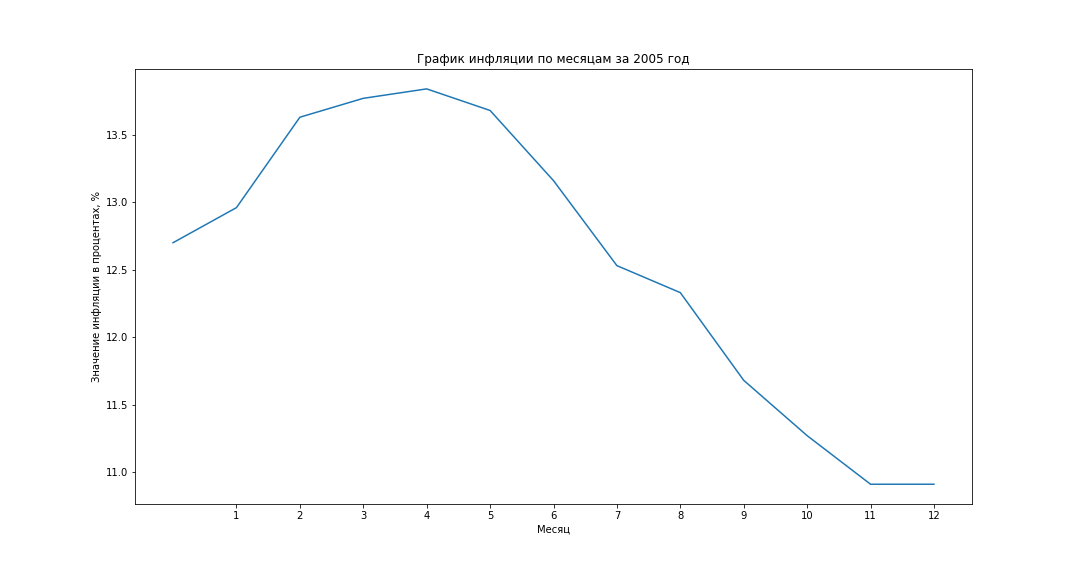 График инфляции по месяцам за 2005 год
Значение инфляции в процентах, %
13.5
13.0
12.5
12.0
11.5
11.0
1 2 3 4 5 6 7 8 9 10 11 12
Месяц